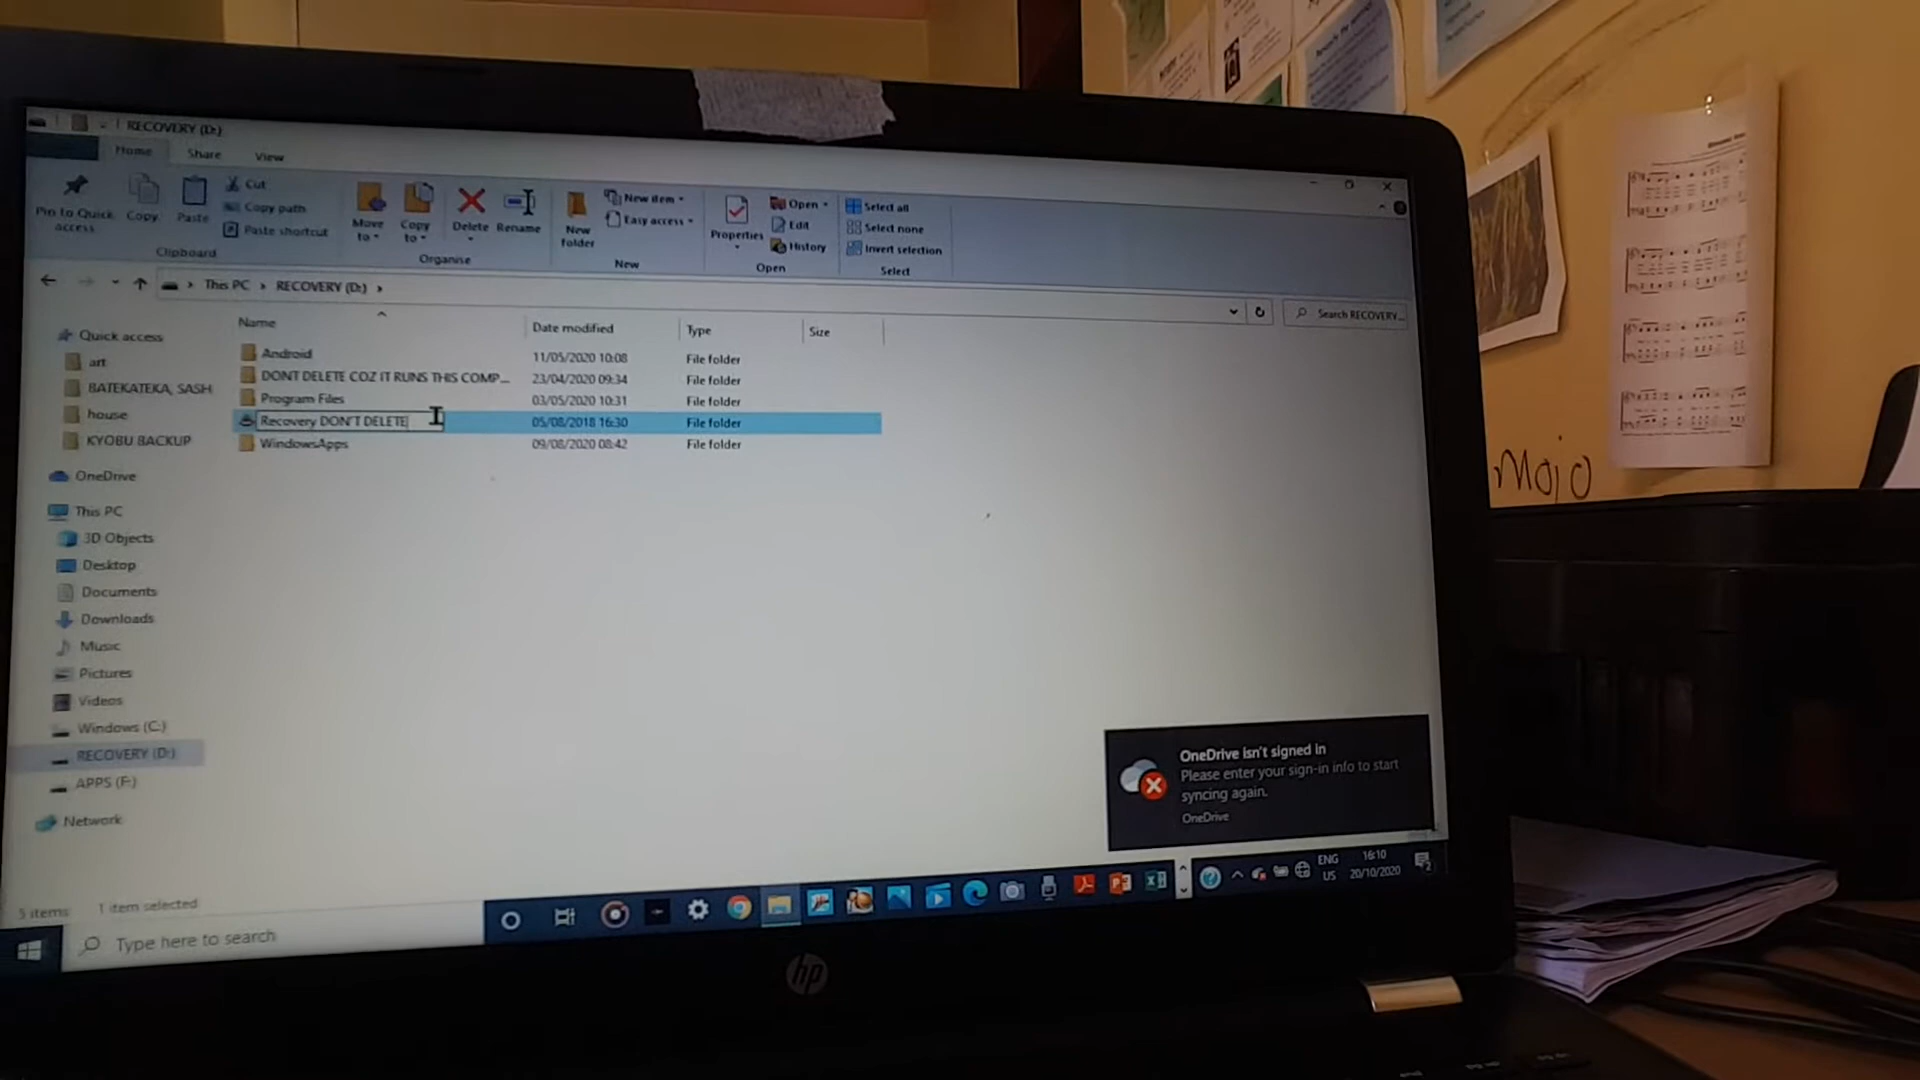 RECOVERY (D:)
Home Share View
Pin to Quick access
Copy
Paste
Cut
Copy path
Paste shortcut
Clipboard
Move to
Copy to
Delete
Rename
Organise
New folder
New item
Easy access
New
Properties
Open
Edit
History
Open
Select all
Select none
Invert selection
Select
This PC > RECOVERY (D:) >
Search RECOVERY...
Name Date modified Type Size
Android 11/05/2020 10:08 File folder
DONT DELETE COZ IT RUNS THIS COMP... 23/04/2020 09:34 File folder
Program Files 03/05/2020 10:31 File folder
Recovery DON'T DELETE 05/08/2018 16:30 File folder
WindowsApps 09/08/2020 08:42 File folder
Quick access
art
BATEKATEKA, SASH
house
KYOBU BACKUP
OneDrive
This PC
3D Objects
Desktop
Documents
Downloads
Music
Pictures
Videos
Windows (C:)
RECOVERY (D:)
APPS (F:)
Network
5 items 1 item selected
OneDrive isn't signed in
Please enter your sign-in info to start
syncing again.
OneDrive
Type here to search
ENG
US
16:10
20/10/2020
hp
Mojo